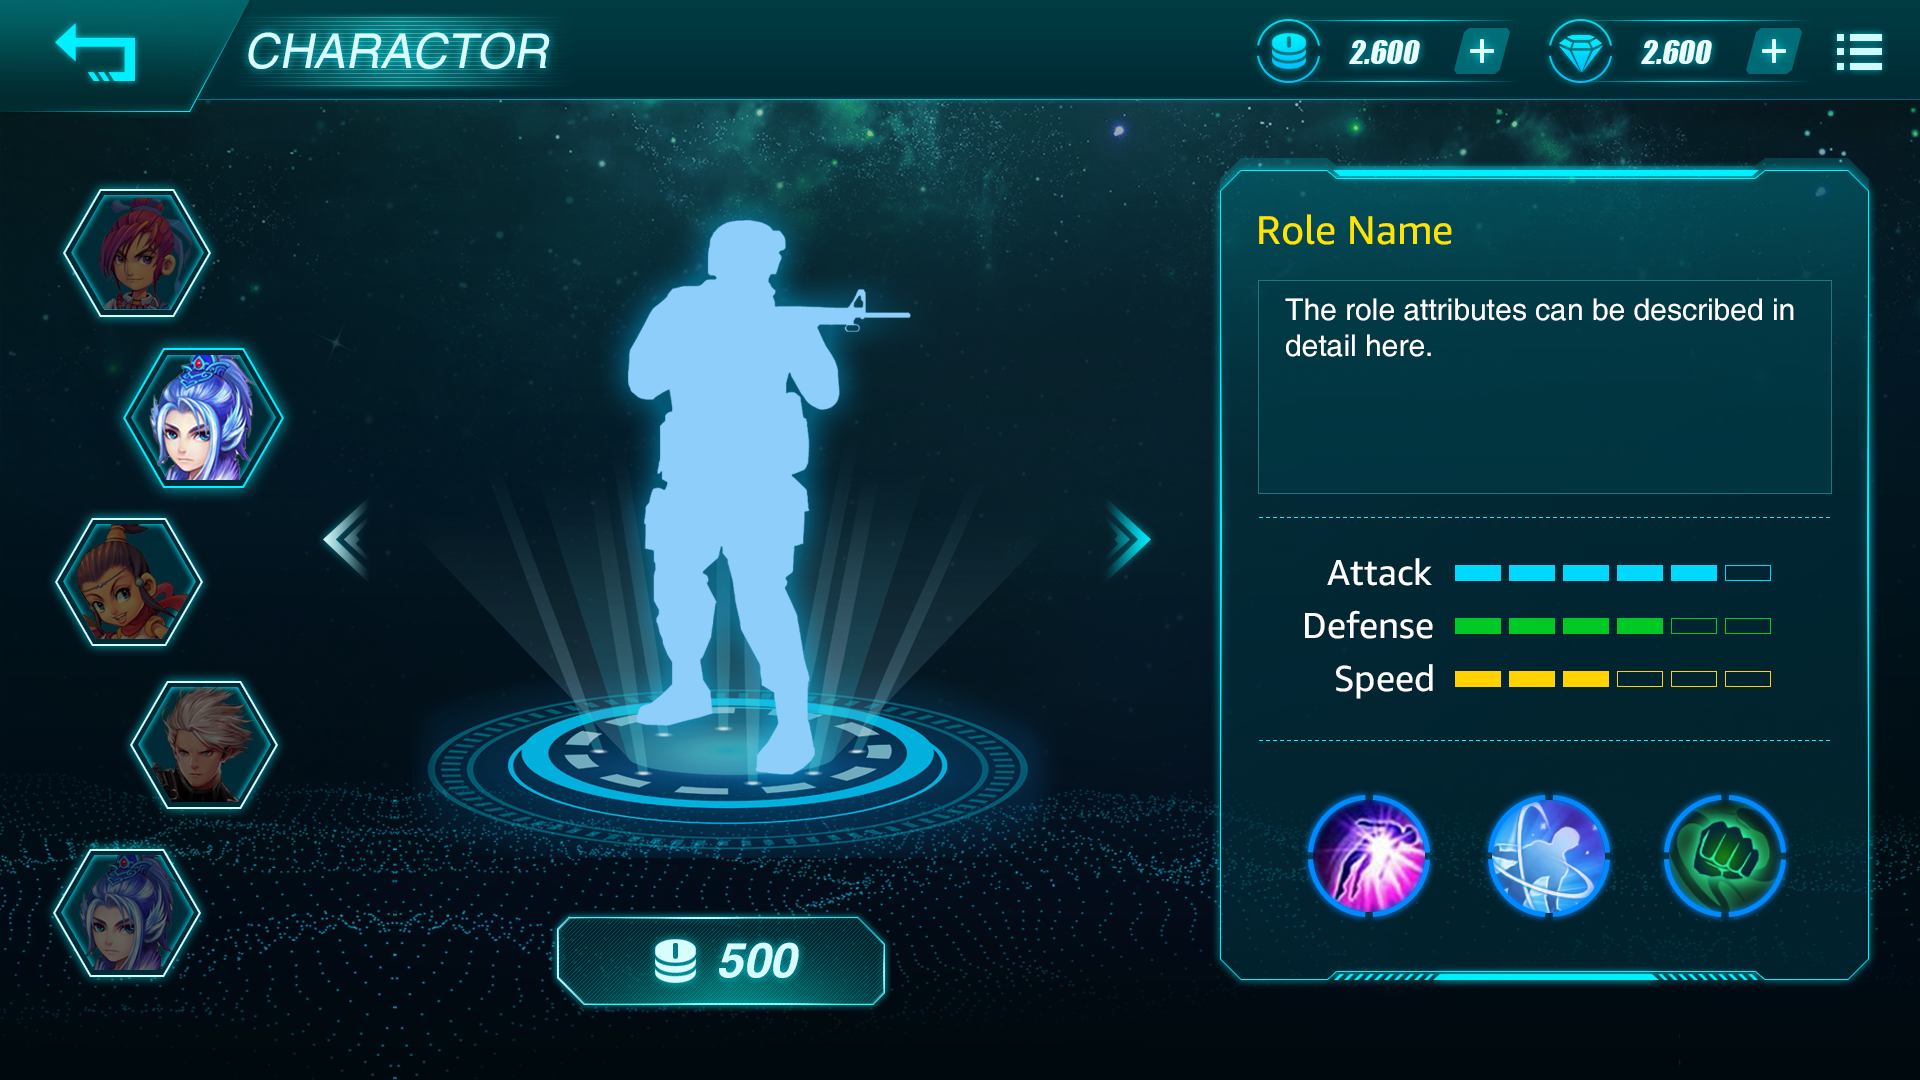 CHARACTOR
2.600
2.600
Role Name
The role attributes can be described in
detail here.
Attack
Defense
Speed
500